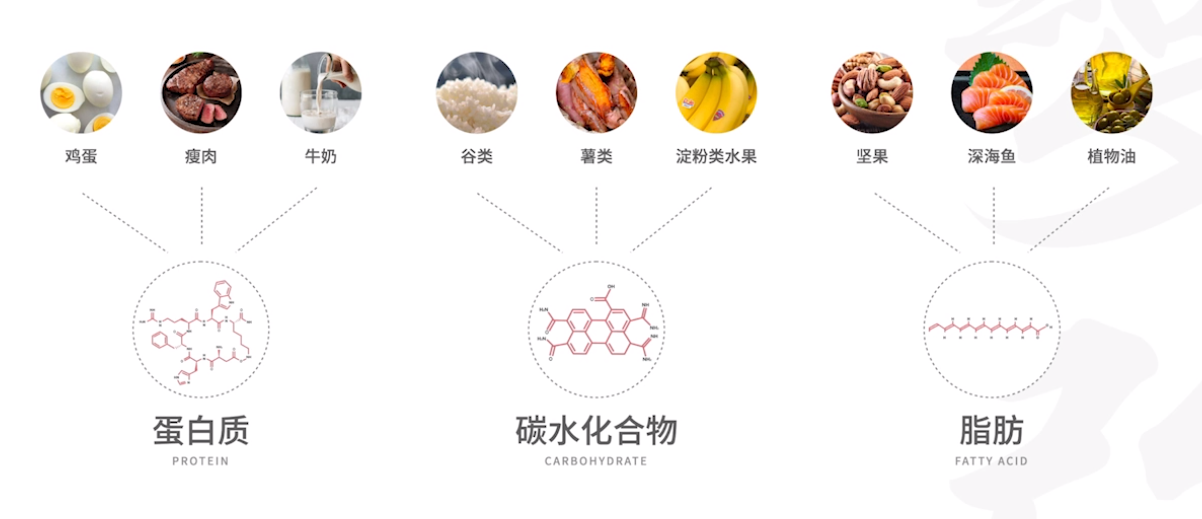 鸡蛋
瘦肉
牛奶
谷类
薯类
淀粉类水果
坚果
深海鱼
植物油
蛋白质
PROTEIN
碳水化合物
CARBOHYDRATE
脂肪
FATTY ACID